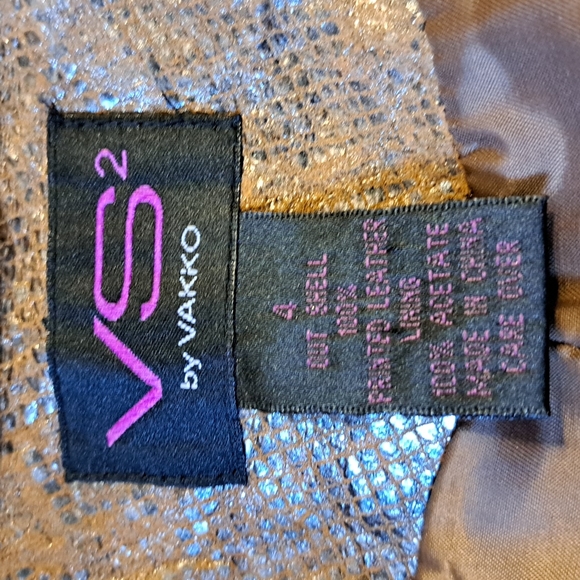 VS²
by VAKKO
4
OUT SHELL
100%
PRINTED LEATHER
LINING
100% ACETATE
MADE IN CHINA
CARE OVER